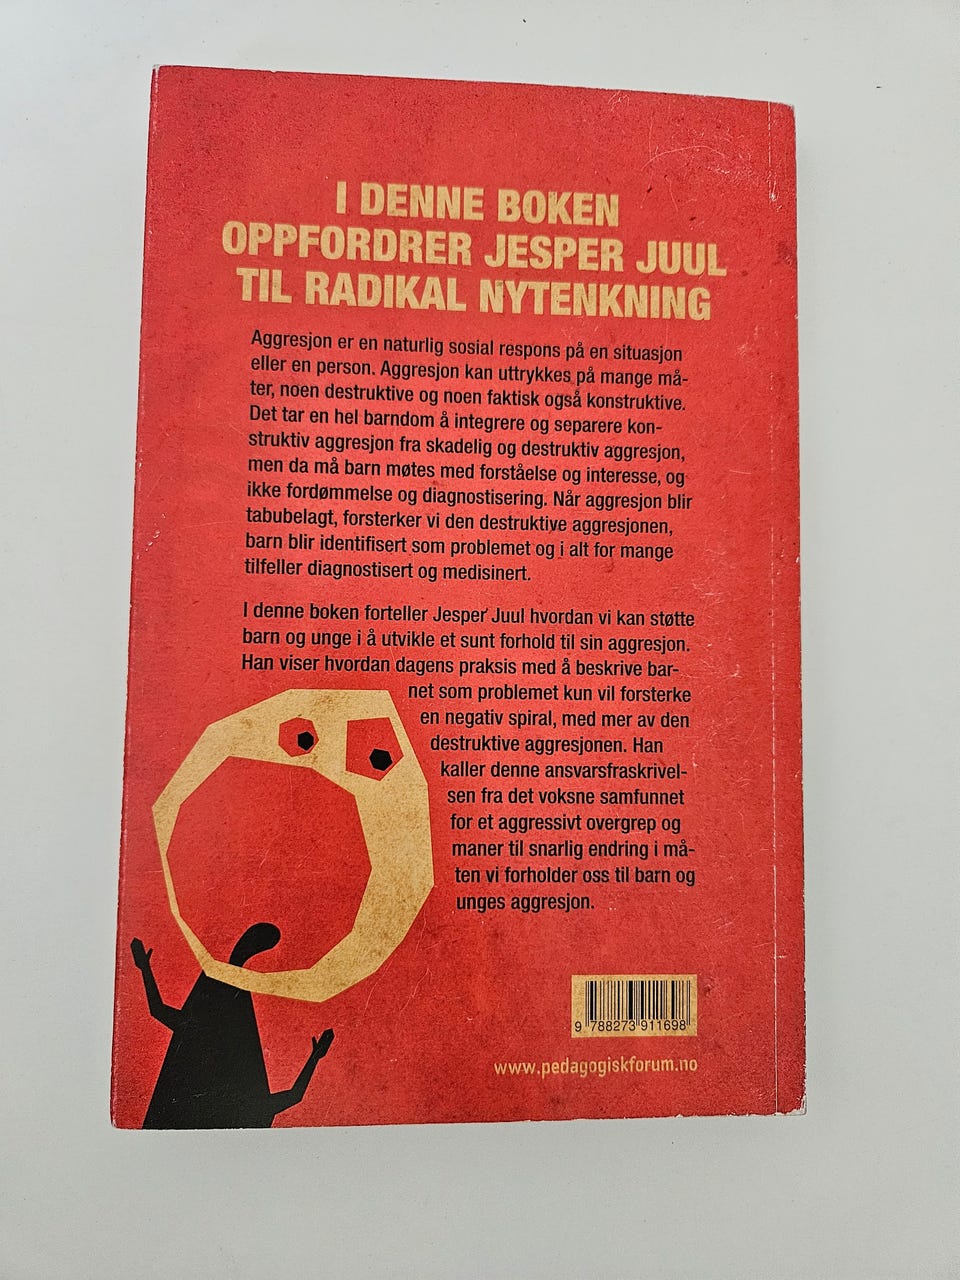 I DENNE BOKEN
OPPFORDRER JESPER JUUL
TIL RADIKAL NYTENKNING
Aggresjon er en naturlig sosial respons på en situasjon
eller en person. Aggresjon kan uttrykkes på mange må-
ter, noen destruktive og noen faktisk også konstruktive.
Det tar en hel barndom å integrere og separere kon-
struktiv aggresjon fra skadelig og destruktiv aggresjon,
men da må barn møtes med forståelse og interesse, og
ikke fordømmelse og diagnostisering. Når aggresjon blir
tabubelagt, forsterker vi den destruktive aggresjonen,
barn blir identifisert som problemet og i alt for mange
tilfeller diagnostisert og medisinert.
I denne boken forteller Jesper Juul hvordan vi kan støtte
barn og unge i å utvikle et sunt forhold til sin aggresjon.
Han viser hvordan dagens praksis med å beskrive bar-
net som problemet kun vil forsterke
en negativ spiral, med mer av den
destruktive aggresjonen. Han
kaller denne ansvarsfraskrivel-
sen fra det voksne samfunnet
for et aggressivt overgrep og
maner til snarlig endring i må-
ten vi forholder oss til barn og
unges aggresjon.
9 788273 911698
www.pedagogiskforum.no